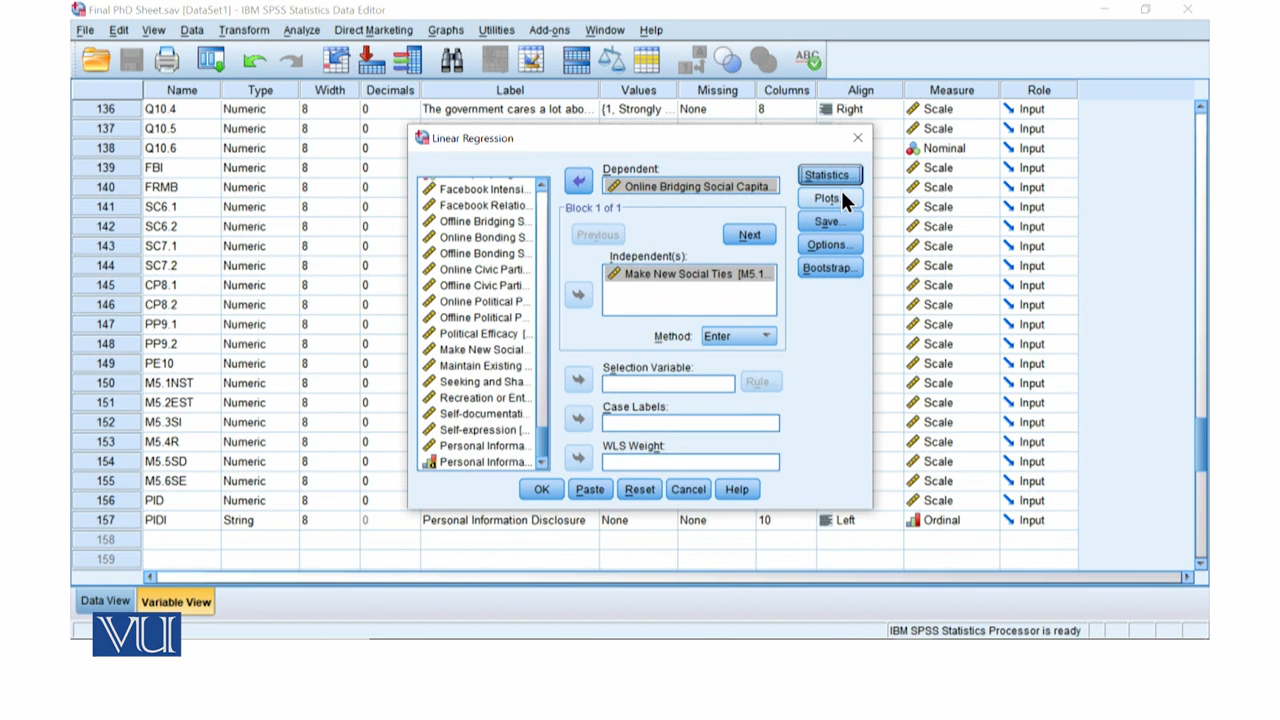 Final PhD Sheet.sav [DataSet1] - IBM SPSS Statistics Data Editor
File Edit View Data Transform Analyze Direct Marketing Graphs Utilities Add-ons Window Help
Name Type Width Decimals Label Values Missing Columns Align Measure Role
136 Q10.4 Numeric 8 0 The government cares a lot abo... {1, Strongly ... None 8 Right Scale Input
137 Q10.5 Numeric 8 0 Scale Input
138 Q10.6 Numeric 8 0 Nominal Input
139 FBI Numeric 8 0 Scale Input
140 FRMB Numeric 8 0 Scale Input
141 SC6.1 Numeric 8 0 Scale Input
142 SC6.2 Numeric 8 0 Scale Input
143 SC7.1 Numeric 8 0 Scale Input
144 SC7.2 Numeric 8 0 Scale Input
145 CP8.1 Numeric 8 0 Scale Input
146 CP8.2 Numeric 8 0 Scale Input
147 PP9.1 Numeric 8 0 Scale Input
148 PP9.2 Numeric 8 0 Scale Input
149 PE10 Numeric 8 0 Scale Input
150 M5.1NST Numeric 8 0 Scale Input
151 M5.2EST Numeric 8 0 Scale Input
152 M5.3SI Numeric 8 0 Scale Input
153 M5.4R Numeric 8 0 Scale Input
154 M5.5SD Numeric 8 0 Scale Input
155 M5.6SE Numeric 8 0 Scale Input
156 PID Numeric 8 0 Scale Input
157 PIDI String 8 0 Personal Information Disclosure None None 10 Left Ordinal Input
158
159
Linear Regression
Facebook Intensi...
Facebook Relatio...
Offline Bridging S...
Online Bonding S...
Offline Bonding S...
Online Civic Parti...
Offline Civic Parti...
Online Political P...
Offline Political P...
Political Efficacy [...
Make New Social...
Maintain Existing ...
Seeking and Sha...
Recreation or Ent...
Self-documentati...
Self-expression [...
Personal Informa...
Personal Informa...
Dependent:
Online Bridging Social Capita...
Block 1 of 1
Previous Next
Independent(s):
Make New Social Ties [M5.1...
Method: Enter
Selection Variable:
Rule...
Case Labels:
WLS Weight:
Statistics...
Plots...
Save...
Options...
Bootstrap...
OK Paste Reset Cancel Help
Data View Variable View
IBM SPSS Statistics Processor is ready
VU
ABC